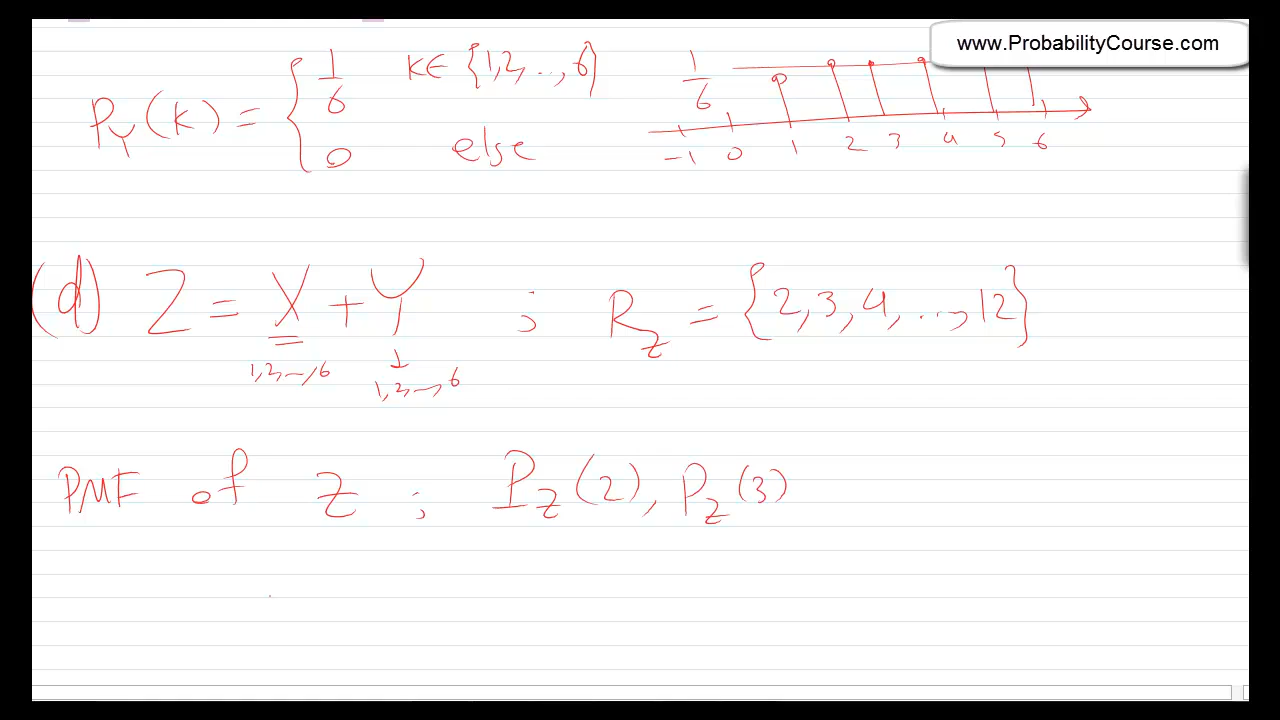 www.ProbabilityCourse.com
P_Y(k) = { 1/6 k∈{1,2,..,6}
0 else
1/6
-1 0 1 2 3 4 5 6
(d) Z = X + Y ; R_Z = {2,3,4,...,12}
1,2,...,6
1,2,...,6
PMF of Z ; P_Z(2), P_Z(3)